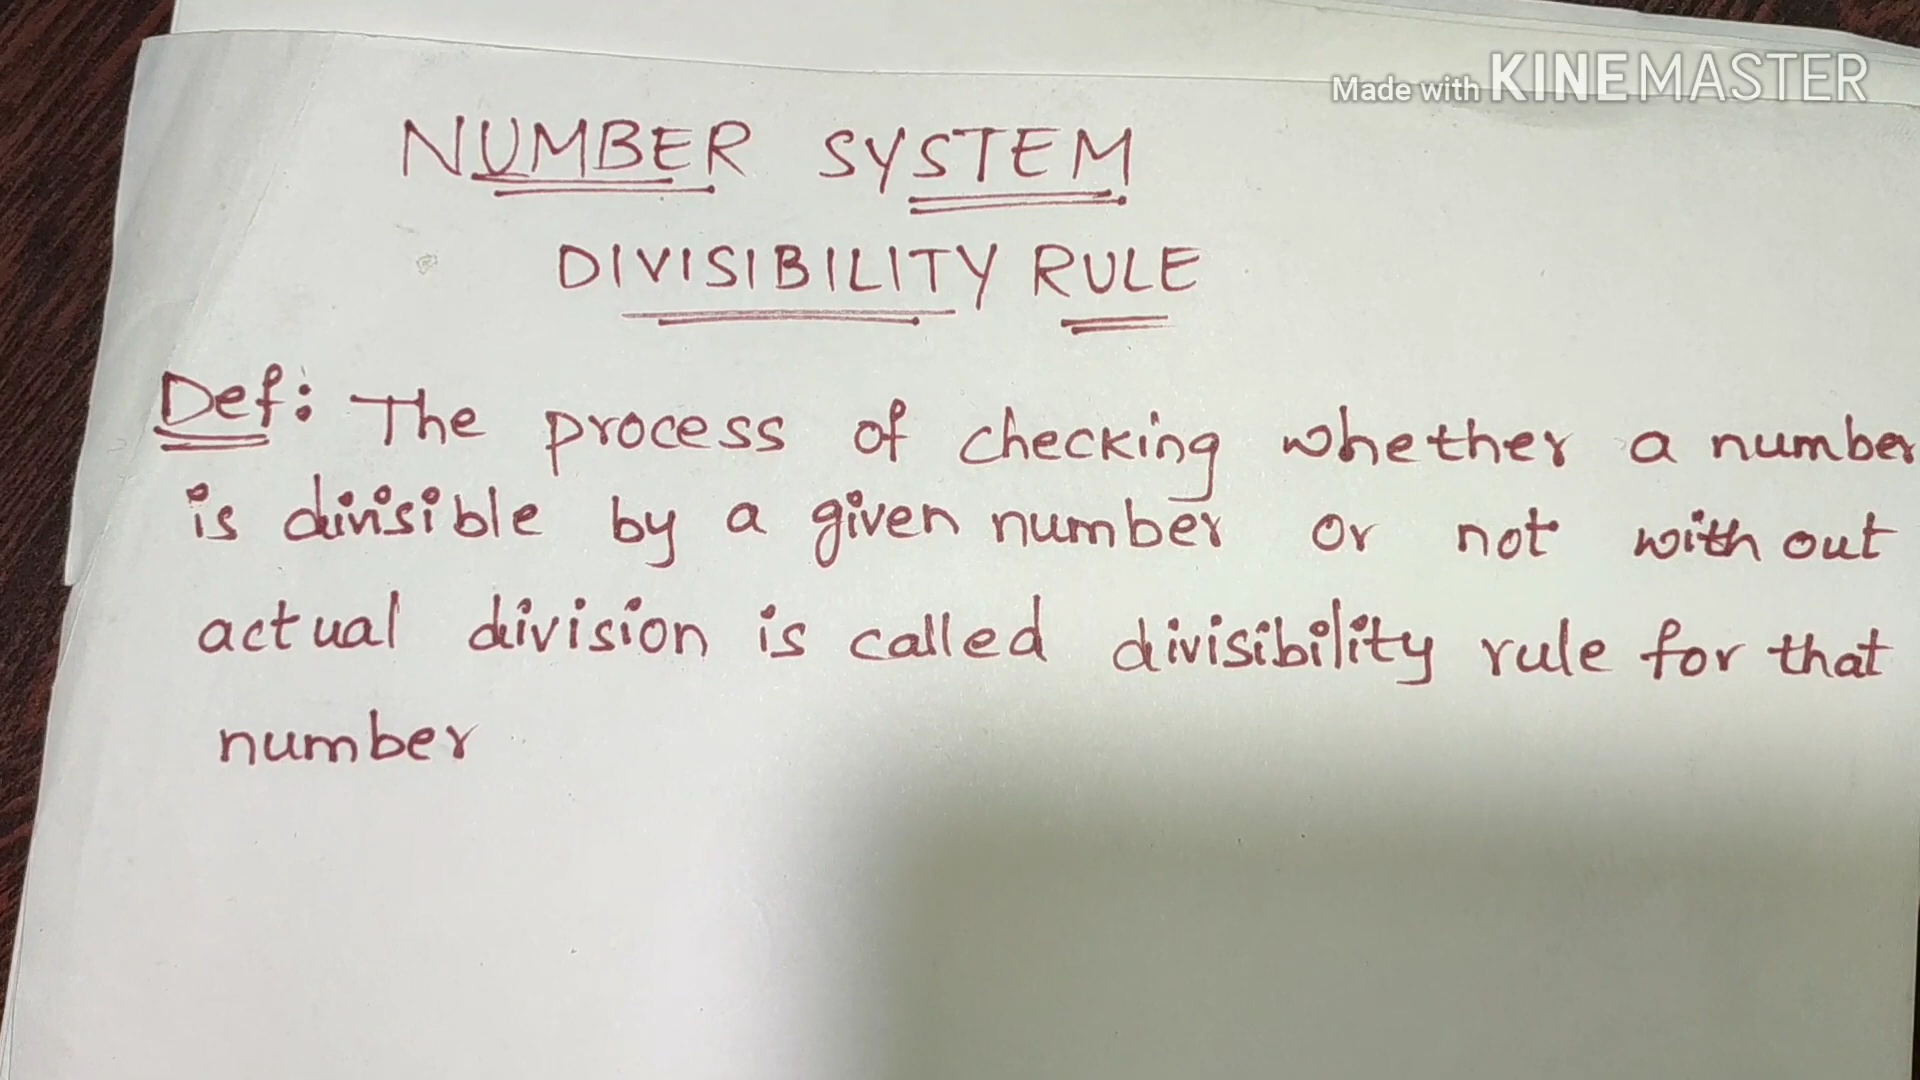 Made with KINEMASTER
NUMBER SYSTEM
DIVISIBILITY RULE
Def: The process of checking whether a number
is divisible by a given number or not with out
actual division is called divisibility rule for that
number